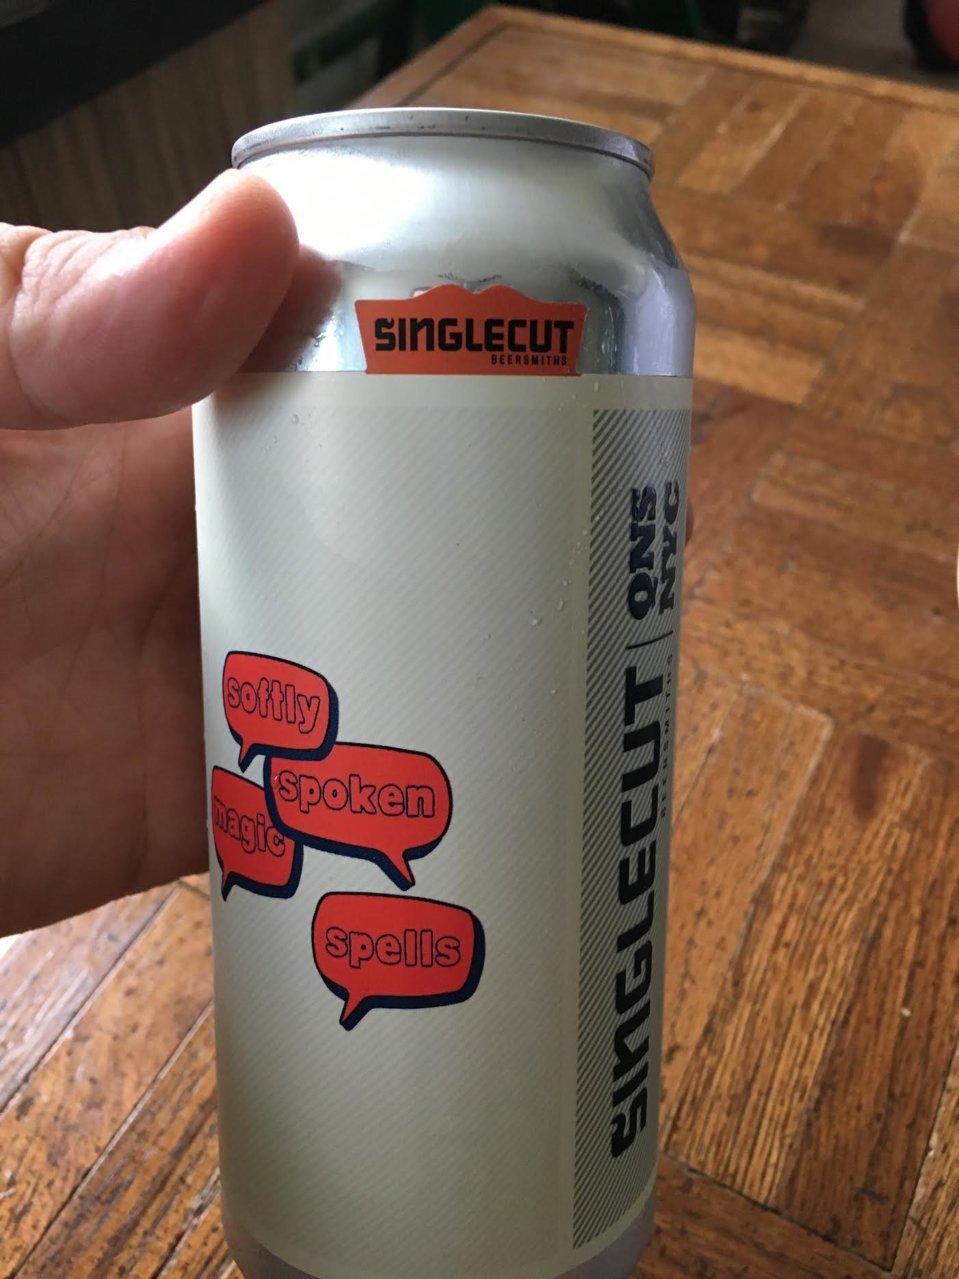 SINGLECUT
BEERSMITHS
softly
spoken
magic
spells
SINGLECUT
BEERSMITHS
QNS
NYC